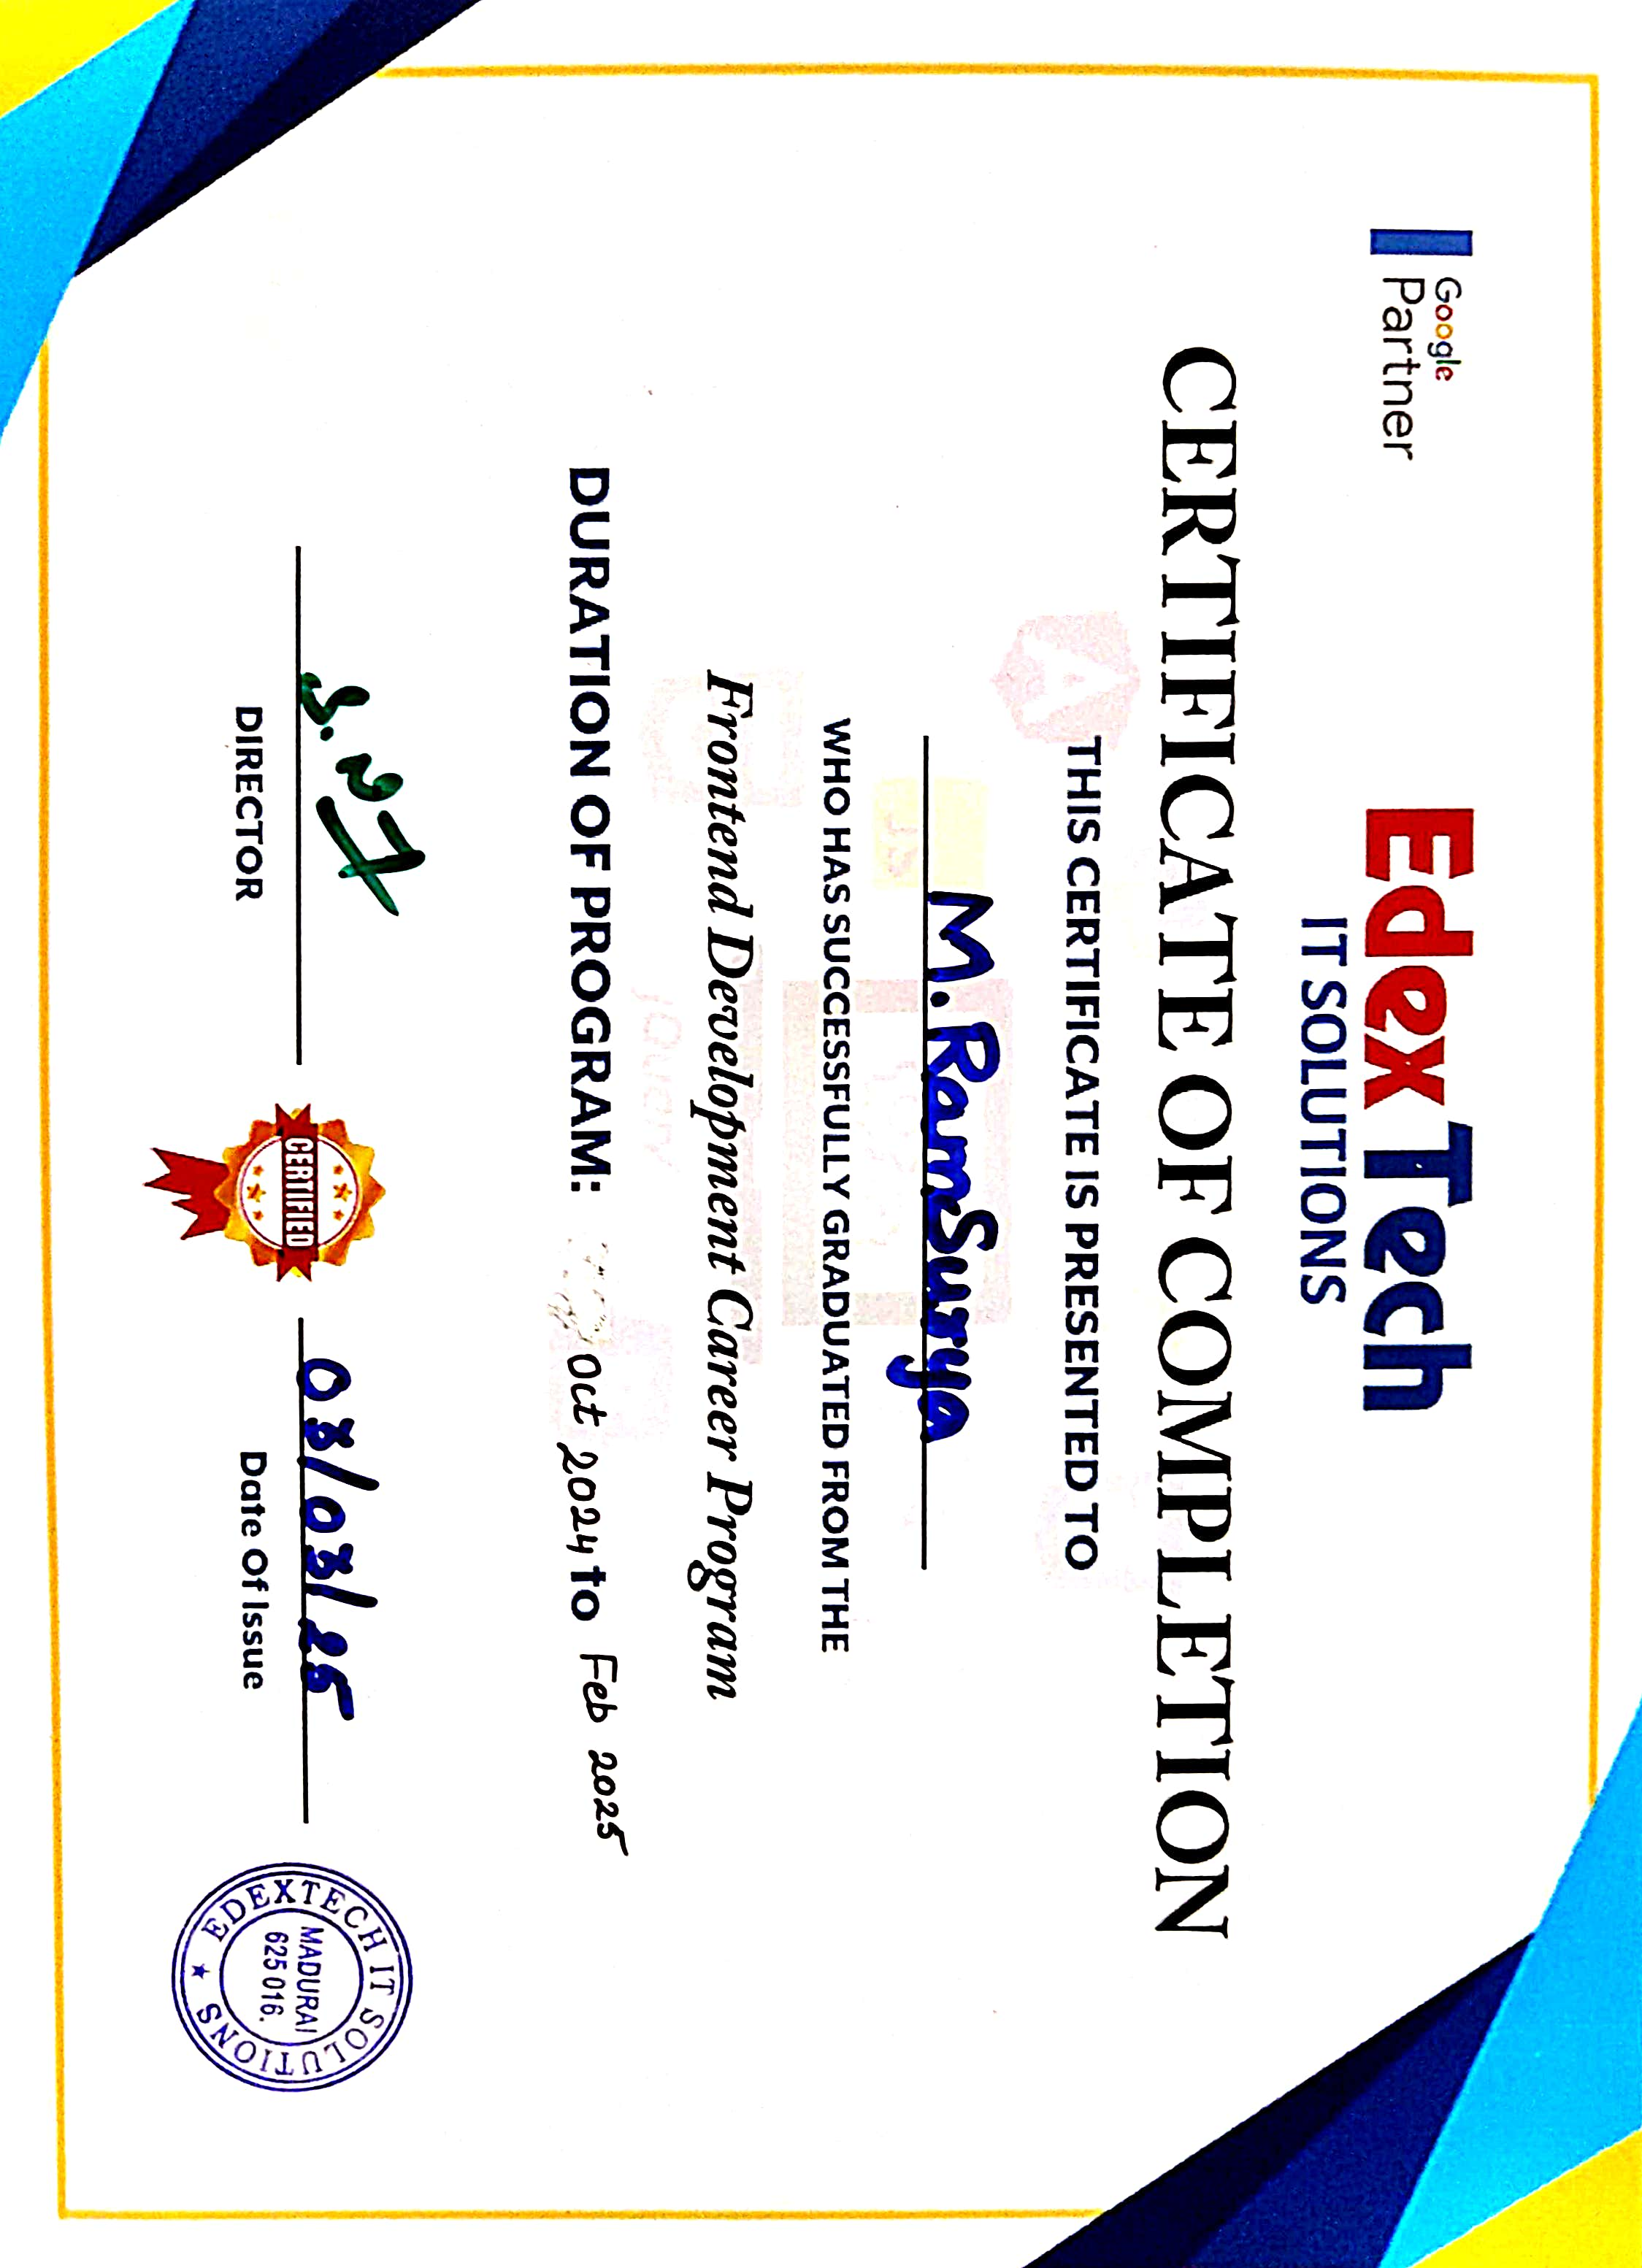 Google
Partner
Edex Tech
IT SOLUTIONS
CERTIFICATE OF COMPLETION
THIS CERTIFICATE IS PRESENTED TO
M. RamSurya
WHO HAS SUCCESSFULLY GRADUATED FROM THE
Frontend Development Career Program
DURATION OF PROGRAM: Oct 2024 to Feb 2025
DIRECTOR
CERTIFIED
03/03/25
Date Of Issue
EDEXTECH IT SOLUTIONS
MADURAI
625 016.